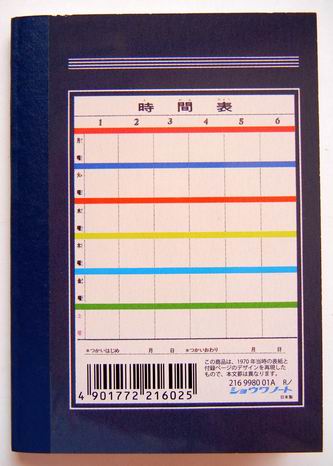 時間表
1 2 3 4 5 6
月曜
火曜
水曜
木曜
金曜
土曜
*つかいはじめ 月 日 *つかいおわり 月 日
この商品は、1970年当時の表紙と
付録ページのデザインを再現した
もので、本文罫は異なります。
216 9980 01A R/
ショウワノート
日本製
4 901772 216025